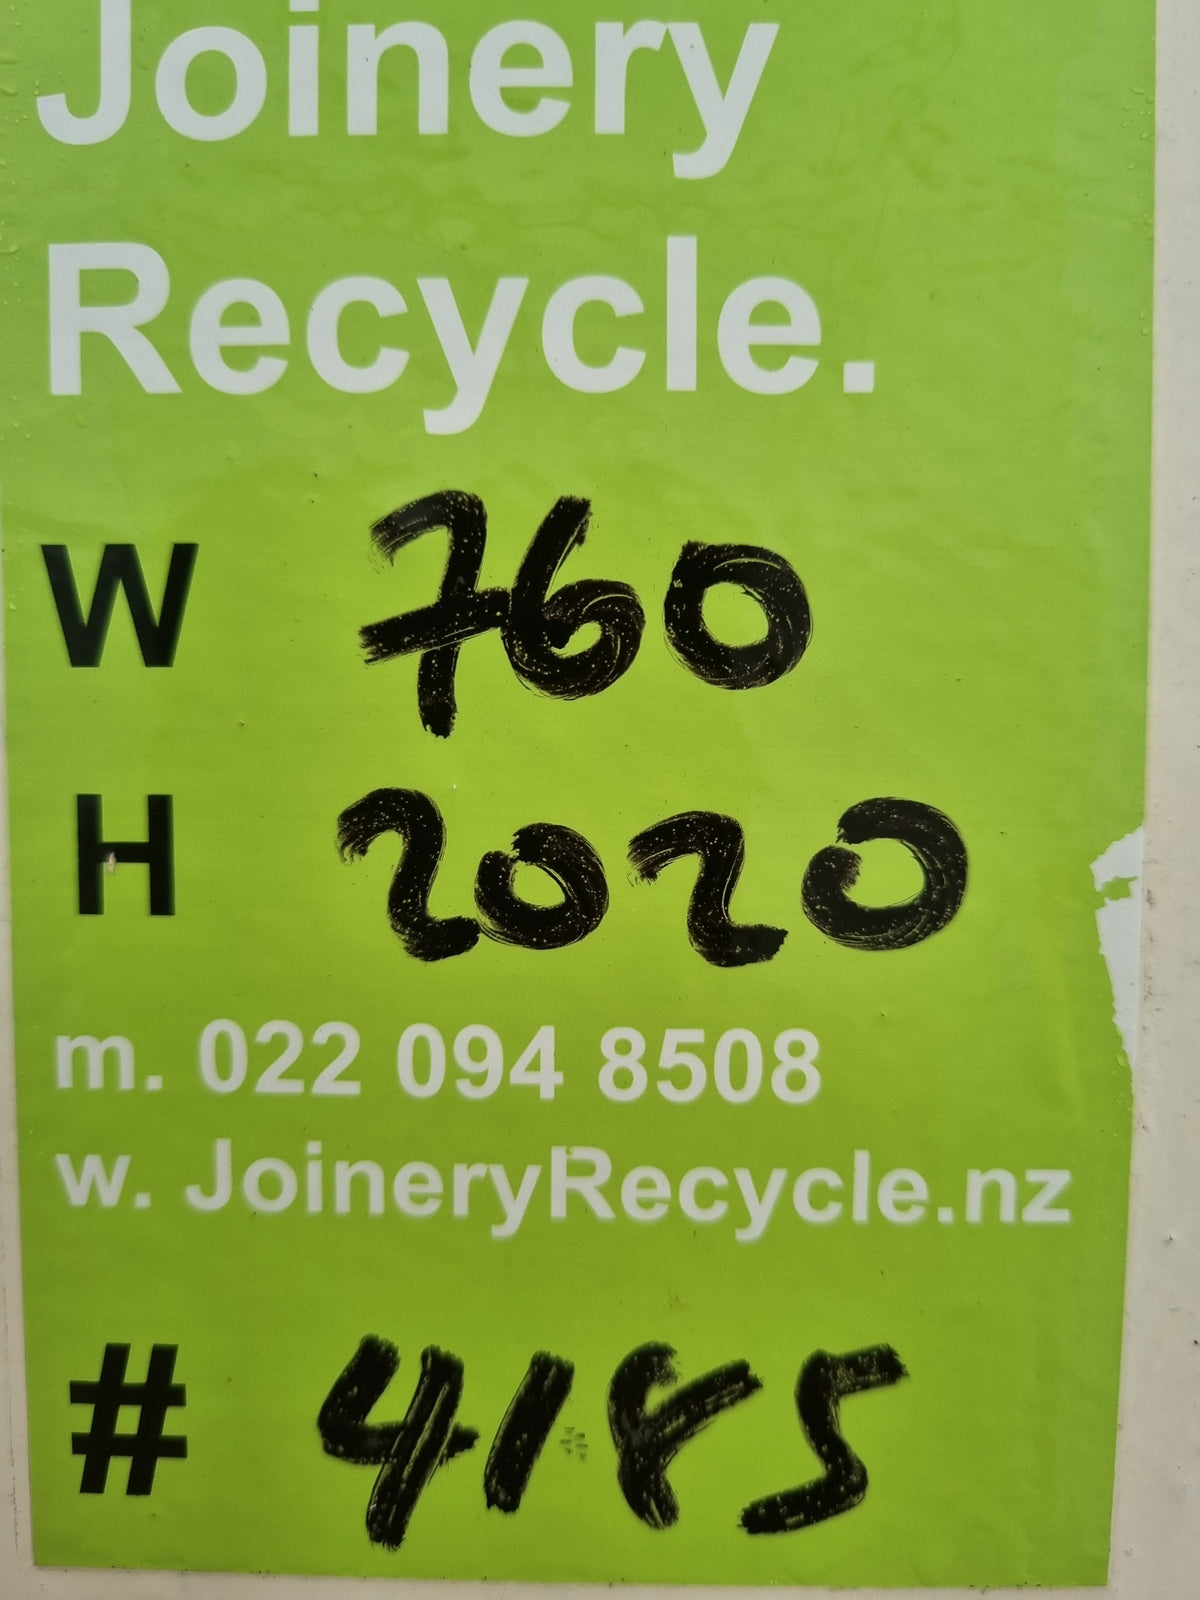 Joinery
Recycle.
W 760
H 2020
m. 022 094 8508
w. JoineryRecycle.nz
# 4185